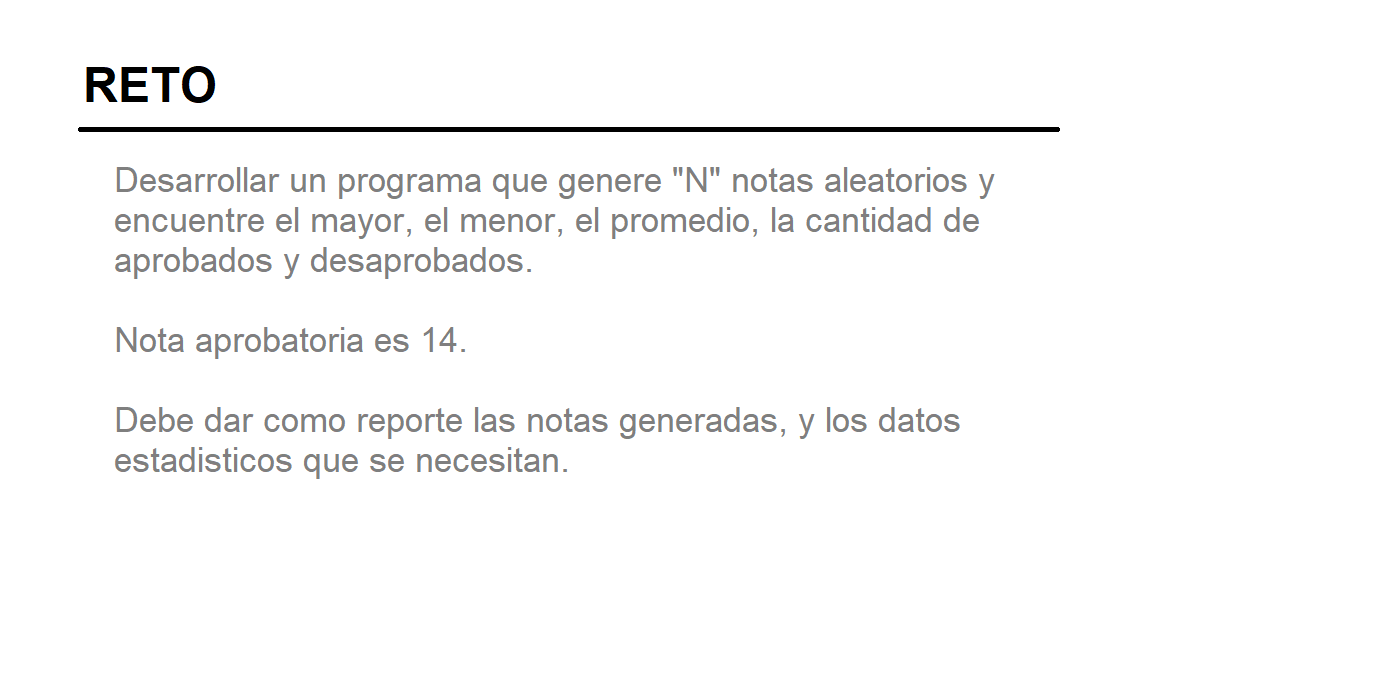 RETO
Desarrollar un programa que genere "N" notas aleatorios y
encuentre el mayor, el menor, el promedio, la cantidad de
aprobados y desaprobados.
Nota aprobatoria es 14.
Debe dar como reporte las notas generadas, y los datos
estadisticos que se necesitan.